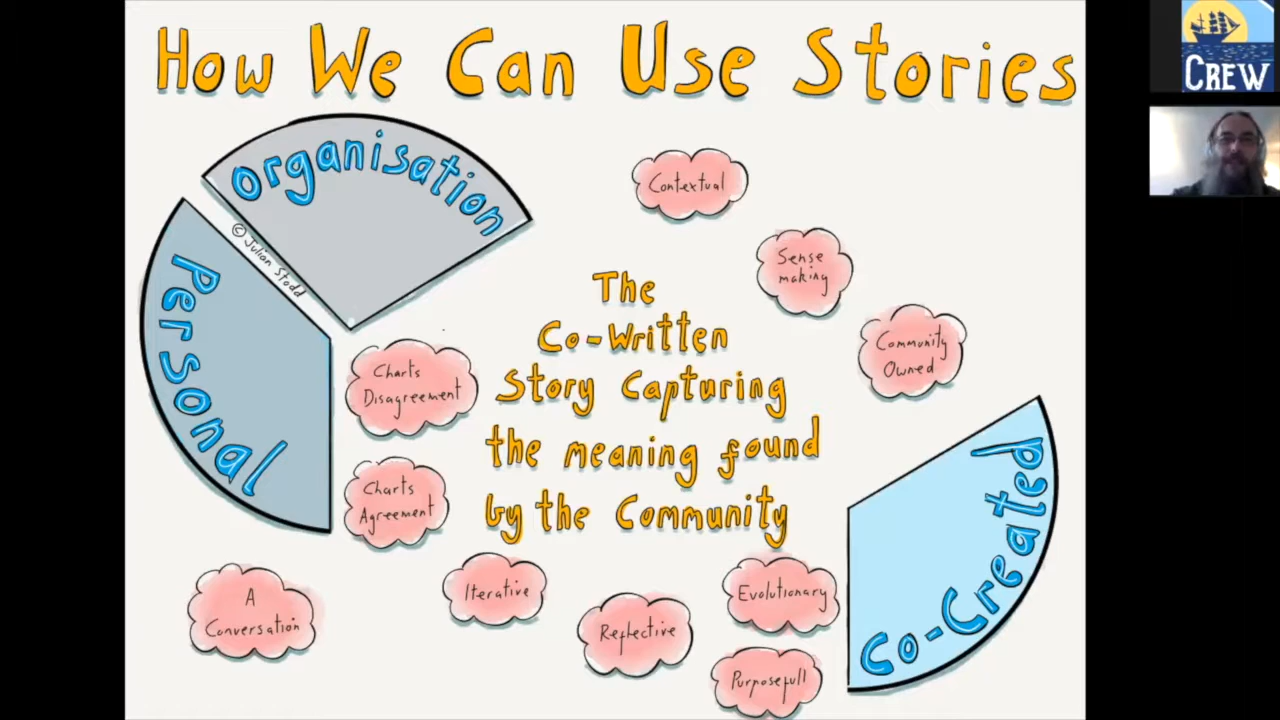 How We Can Use Stories
CREW
Organisation
© Julian Stodd
Personal
Contextual
Sense
making
Community
Owned
The
Co-Written
Story Capturing
the meaning found
by the Community
Charts
Disagreement
Charts
Agreement
Co-Created
A
Conversation
Iterative
Reflective
Evolutionary
Purposefull